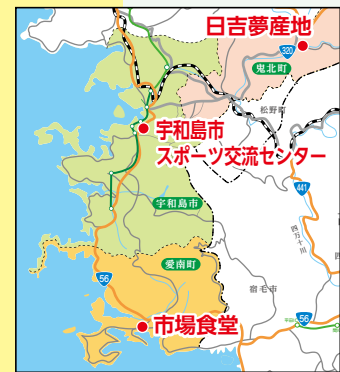 日吉夢産地
320
鬼北町
松野町
宇和島市
スポーツ交流センター
441
宇和島市
四万十川
愛南町
56
宿毛市
56
市場食堂